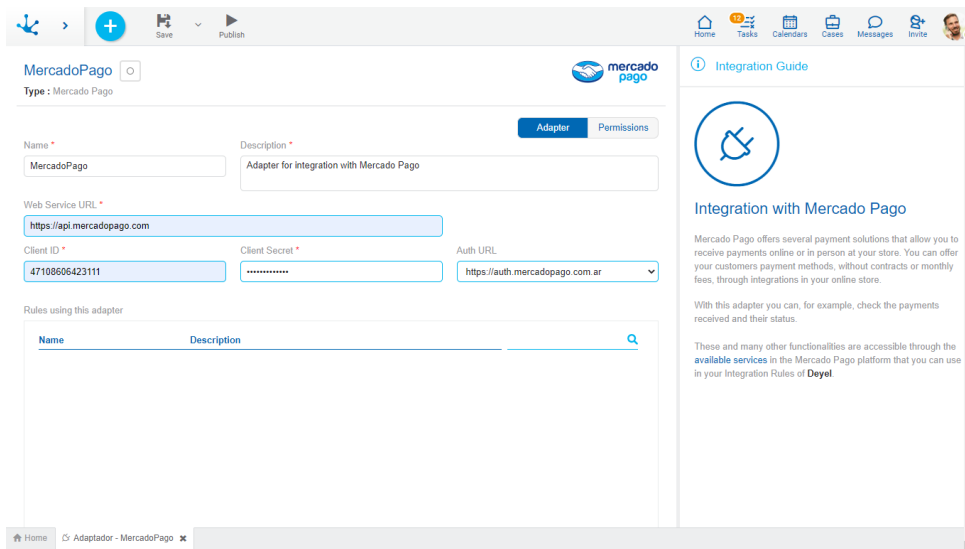 Save
Publish
Home
12
Tasks
Calendars
Cases
Messages
Invite
MercadoPago
Type : Mercado Pago
mercado
pago
Adapter
Permissions
Name *
Description *
MercadoPago
Adapter for integration with Mercado Pago
Web Service URL *
https://api.mercadopago.com
Client ID *
Client Secret *
Auth URL
47108606423111
•••••••••••••
https://auth.mercadopago.com.ar
Rules using this adapter
Name
Description
Integration Guide
Integration with Mercado Pago
Mercado Pago offers several payment solutions that allow you to
receive payments online or in person at your store. You can offer
your customers payment methods, without contracts or monthly
fees, through integrations in your online store.
With this adapter you can, for example, check the payments
received and their status.
These and many other functionalities are accessible through the
available services in the Mercado Pago platform that you can use
in your Integration Rules of Deyel.
Home
Adaptador - MercadoPago